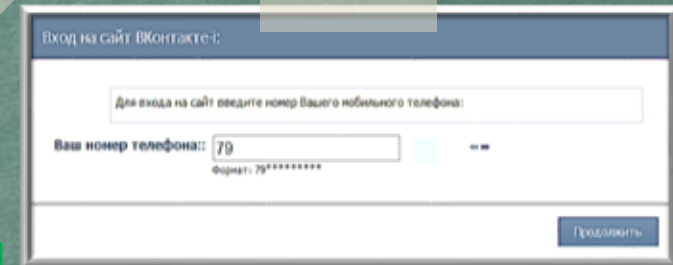 Вход на сайт ВКонтакте-i:
Для входа на сайт введите номер Вашего мобильного телефона:
Ваш номер телефона:: 79
Формат: 79*********
Продолжить